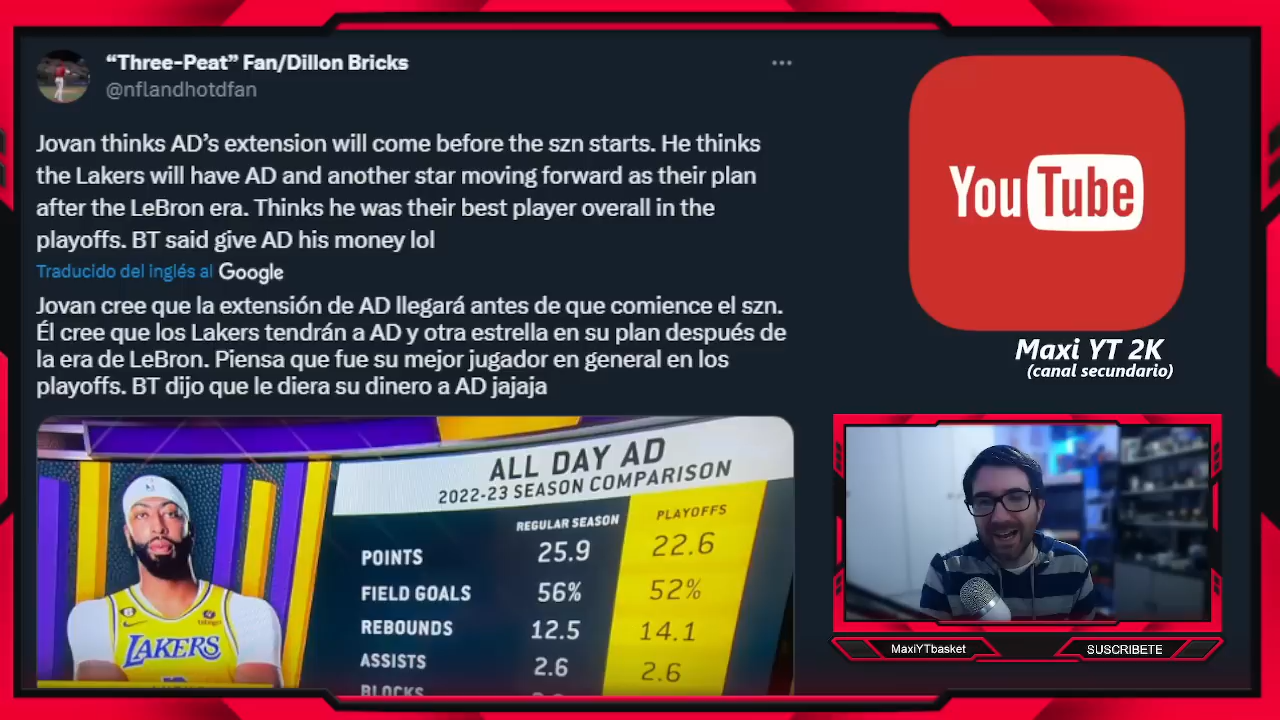 “Three-Peat” Fan/Dillon Bricks
@nflandhotdfan
Jovan thinks AD’s extension will come before the szn starts. He thinks
the Lakers will have AD and another star moving forward as their plan
after the LeBron era. Thinks he was their best player overall in the
playoffs. BT said give AD his money lol
Traducido del inglés al Google
Jovan cree que la extensión de AD llegará antes de que comience el szn.
Él cree que los Lakers tendrán a AD y otra estrella en su plan después de
la era de LeBron. Piensa que fue su mejor jugador en general en los
playoffs. BT dijo que le diera su dinero a AD jajaja
ALL DAY AD
2022-23 SEASON COMPARISON
REGULAR SEASON PLAYOFFS
POINTS 25.9 22.6
FIELD GOALS 56% 52%
REBOUNDS 12.5 14.1
ASSISTS 2.6 2.6
BLOCKS
LAKERS
YouTube
Maxi YT 2K
(canal secundario)
MaxiYTbasket
SUSCRIBETE